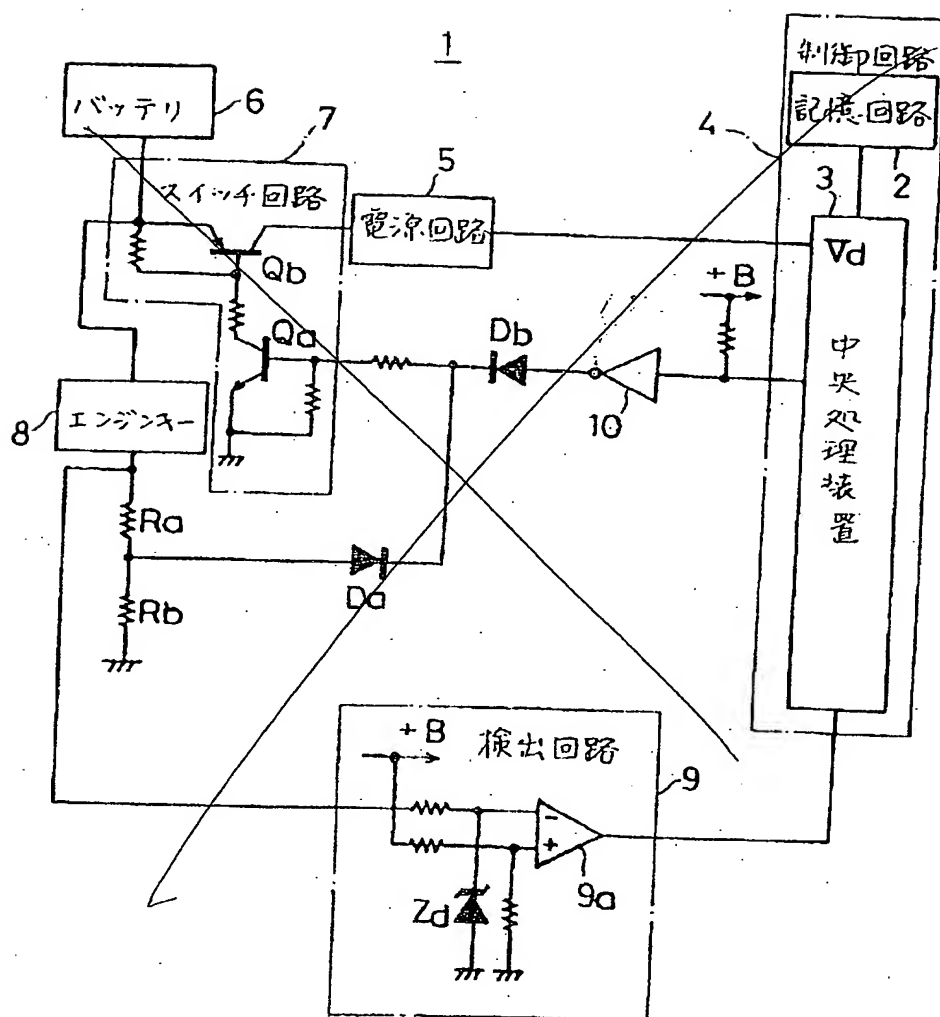 1
制御回路
バッテリ
6
7
4
記憶回路
2
5
3
スイッチ回路
電源回路
Vd
Qb
+B
Qa
Db
中央処理装置
10
8
エンジンキー
Ra
Da
Rb
+B
検出回路
9
-
+
9a
Zd